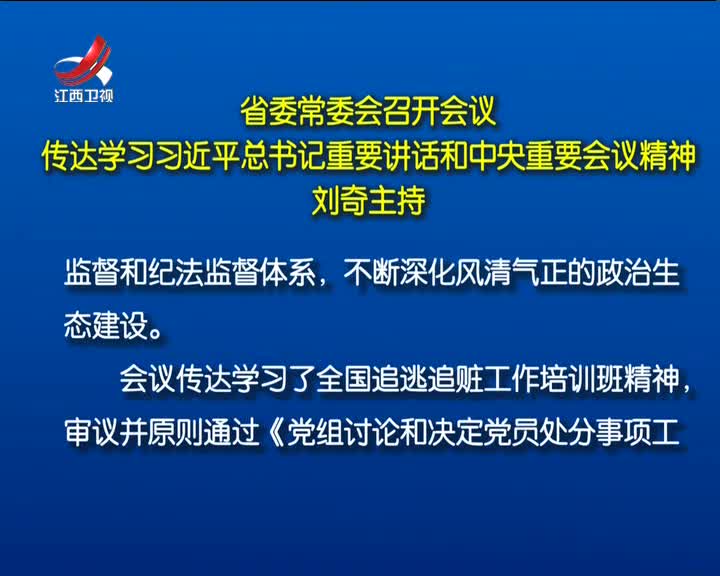 江西卫视
省委常委会召开会议
传达学习习近平总书记重要讲话和中央重要会议精神
刘奇主持
监督和纪法监督体系，不断深化风清气正的政治生
态建设。
会议传达学习了全国追逃追赃工作培训班精神，
审议并原则通过《党组讨论和决定党员处分事项工